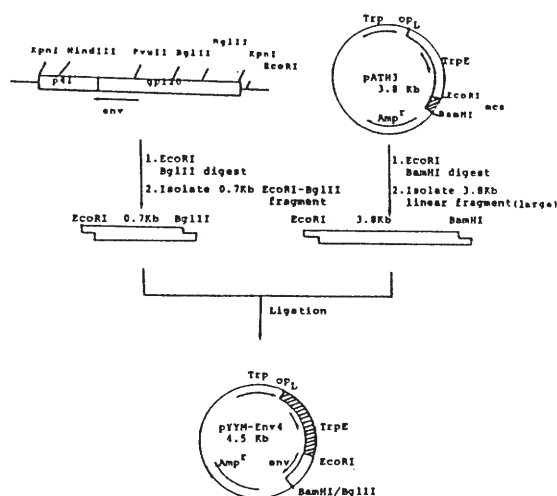 BglII
KpnI HindIII PvuII BglII KpnI
EcoRI
p41 gp110
env
Trp opL
TrpE
pATH3
3.8 Kb
EcoRI
mcs
BamHI
Ampr
1.EcoRI
BglII digest
2.Isolate 0.7Kb EcoRI-BglII
fragment
1.EcoRI
BamHI digest
2.Isolate 3.8Kb
linear fragment(large)
EcoRI 0.7Kb BglII
EcoRI 3.8Kb BamHI
Ligation
Trp opL
pYYM-Env4
4.5 Kb
TrpE
Ampr env
EcoRI
BamHI/BglII